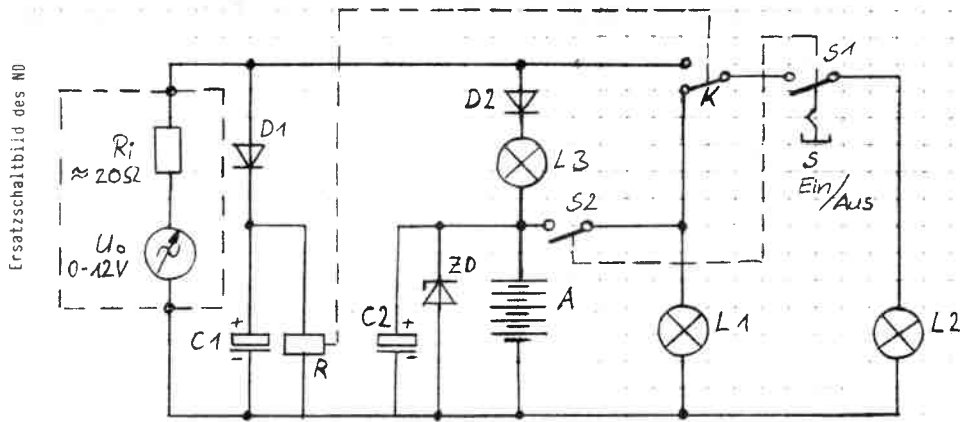 Ersatzschaltbild des ND
Ri
≈ 20Ω
U₀
0-12V
D1
C1
+
-
R
C2
+
-
ZD
D2
L3
S2
A
K
S1
S
Ein/Aus
L1
L2